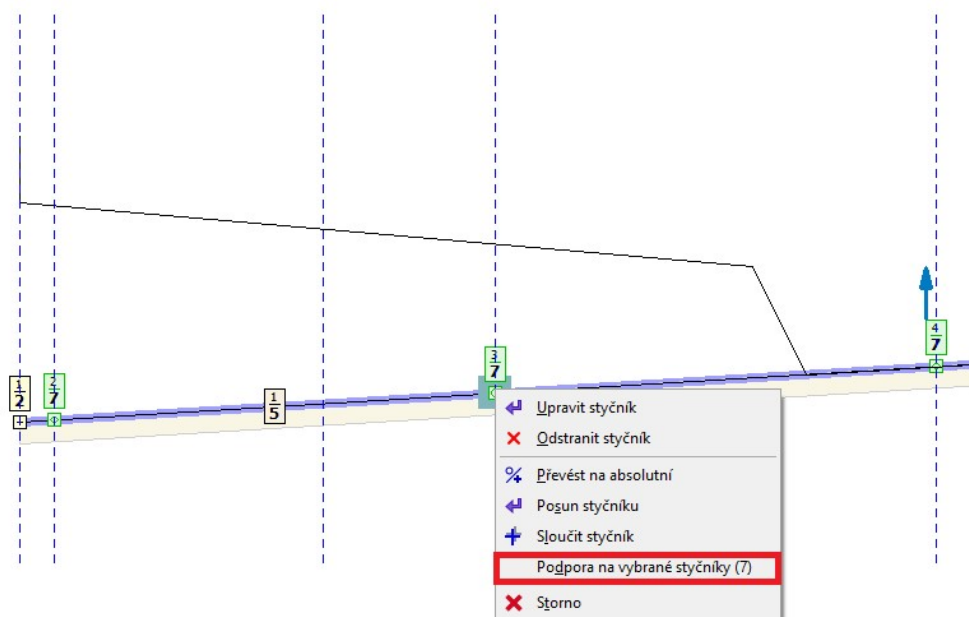 3
7
4
7
1
2
2
7
1
5
Upravit styčník
Odstranit styčník
Převést na absolutní
Posun styčníku
Sloučit styčník
Podpora na vybrané styčníky (7)
Storno